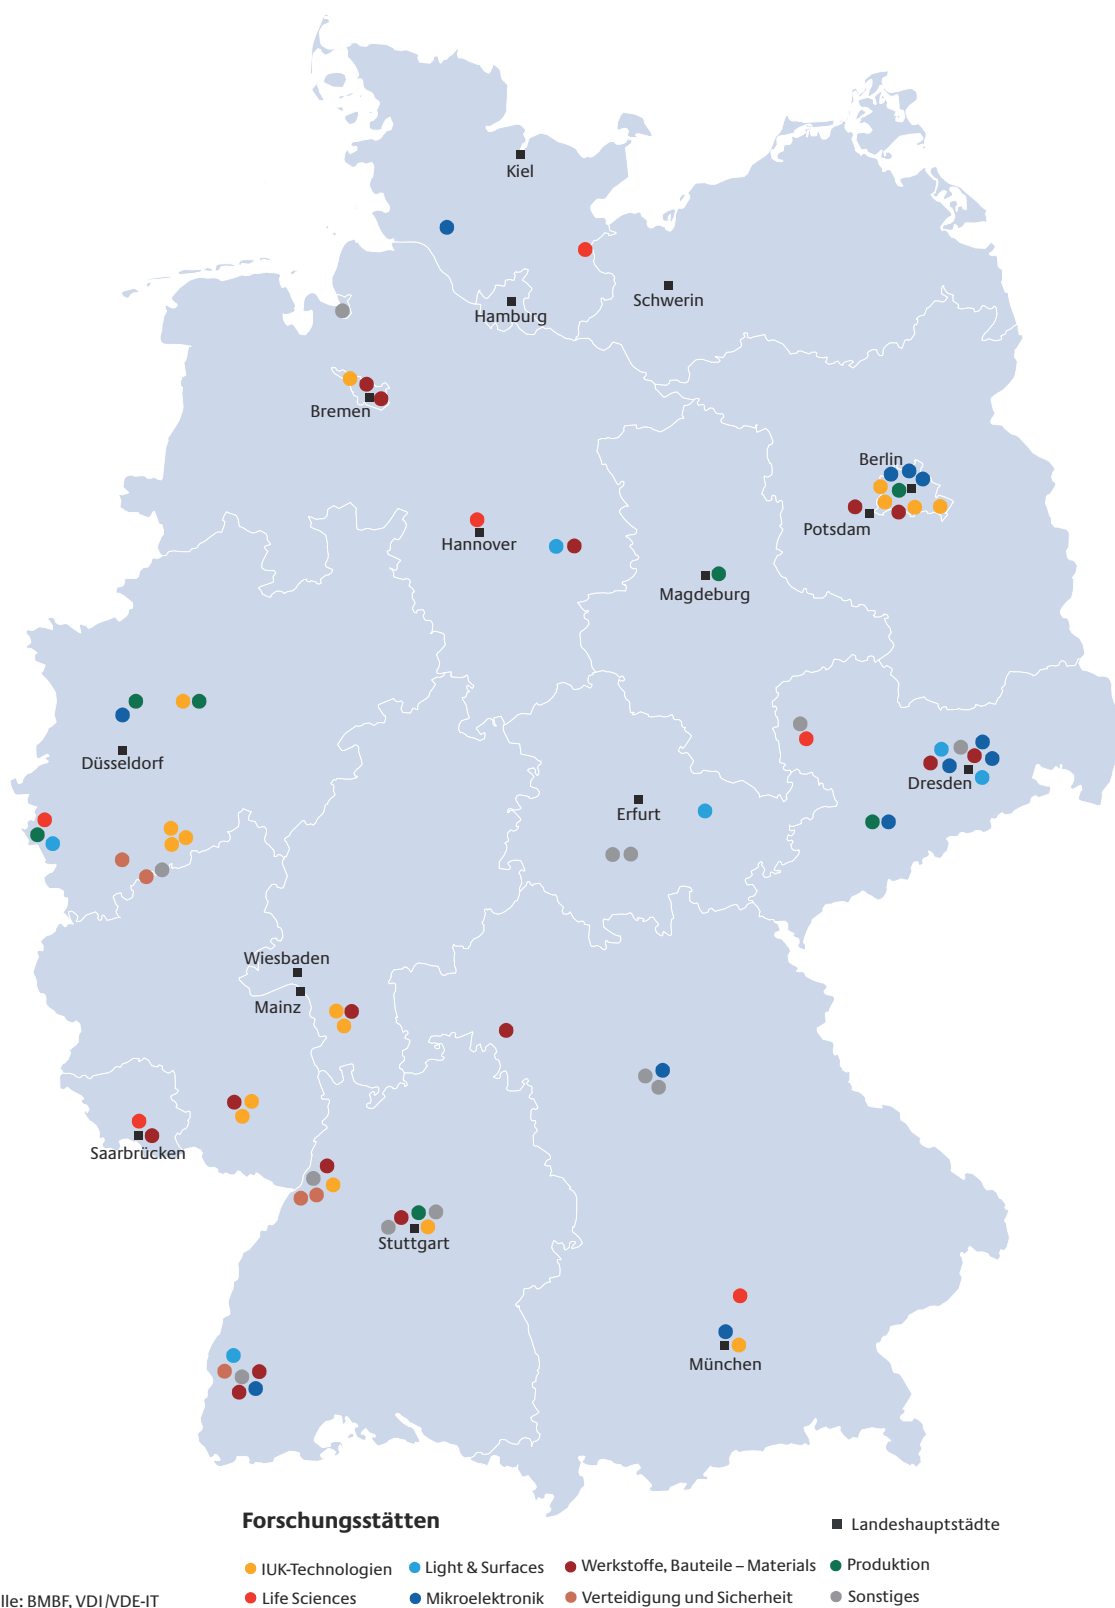 Kiel
Schwerin
Hamburg
Bremen
Berlin
Potsdam
Hannover
Magdeburg
Düsseldorf
Dresden
Erfurt
Wiesbaden
Mainz
Saarbrücken
Stuttgart
München
Forschungsstätten
Landeshauptstädte
IUK-Technologien Light & Surfaces Werkstoffe, Bauteile – Materials Produktion
Life Sciences Mikroelektronik Verteidigung und Sicherheit Sonstiges
lle: BMBF, VDI/VDE-IT